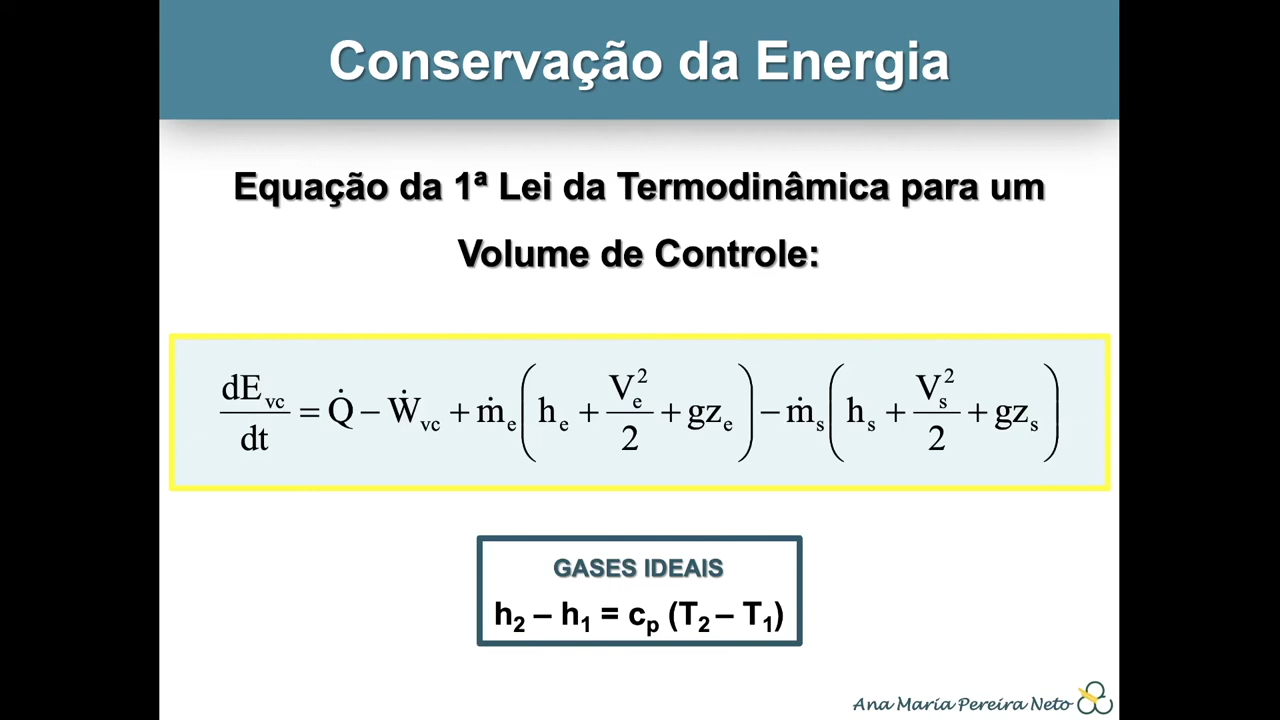 Conservação da Energia
Equação da 1ª Lei da Termodinâmica para um
Volume de Controle:
dE_vc/dt = Q̇ − Ẇ_vc + ṁ_e (h_e + V_e²/2 + gz_e) − ṁ_s (h_s + V_s²/2 + gz_s)
GASES IDEAIS
h₂ – h₁ = c_p (T₂ – T₁)
Ana Maria Pereira Neto